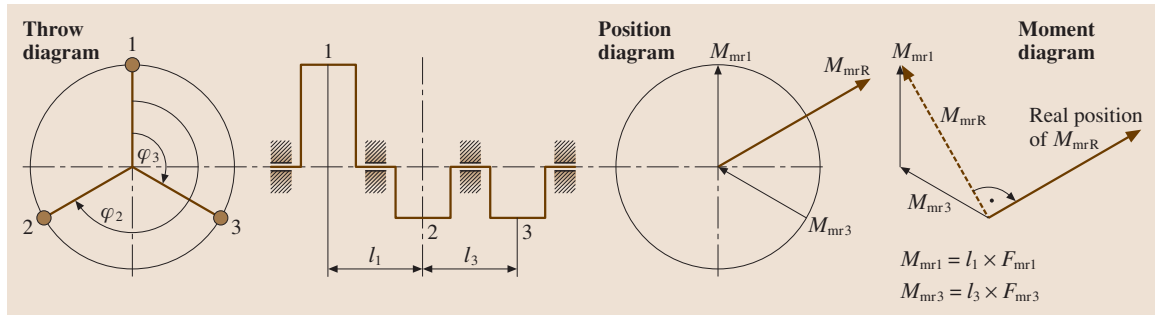 Throw
diagram
1
φ3
φ2
2
3
1
2
3
l1
l3
Position
diagram
Mmr1
MmrR
Mmr3
Moment
diagram
Mmr1
MmrR
Real position
of MmrR
Mmr3
Mmr1 = l1 × Fmr1
Mmr3 = l3 × Fmr3